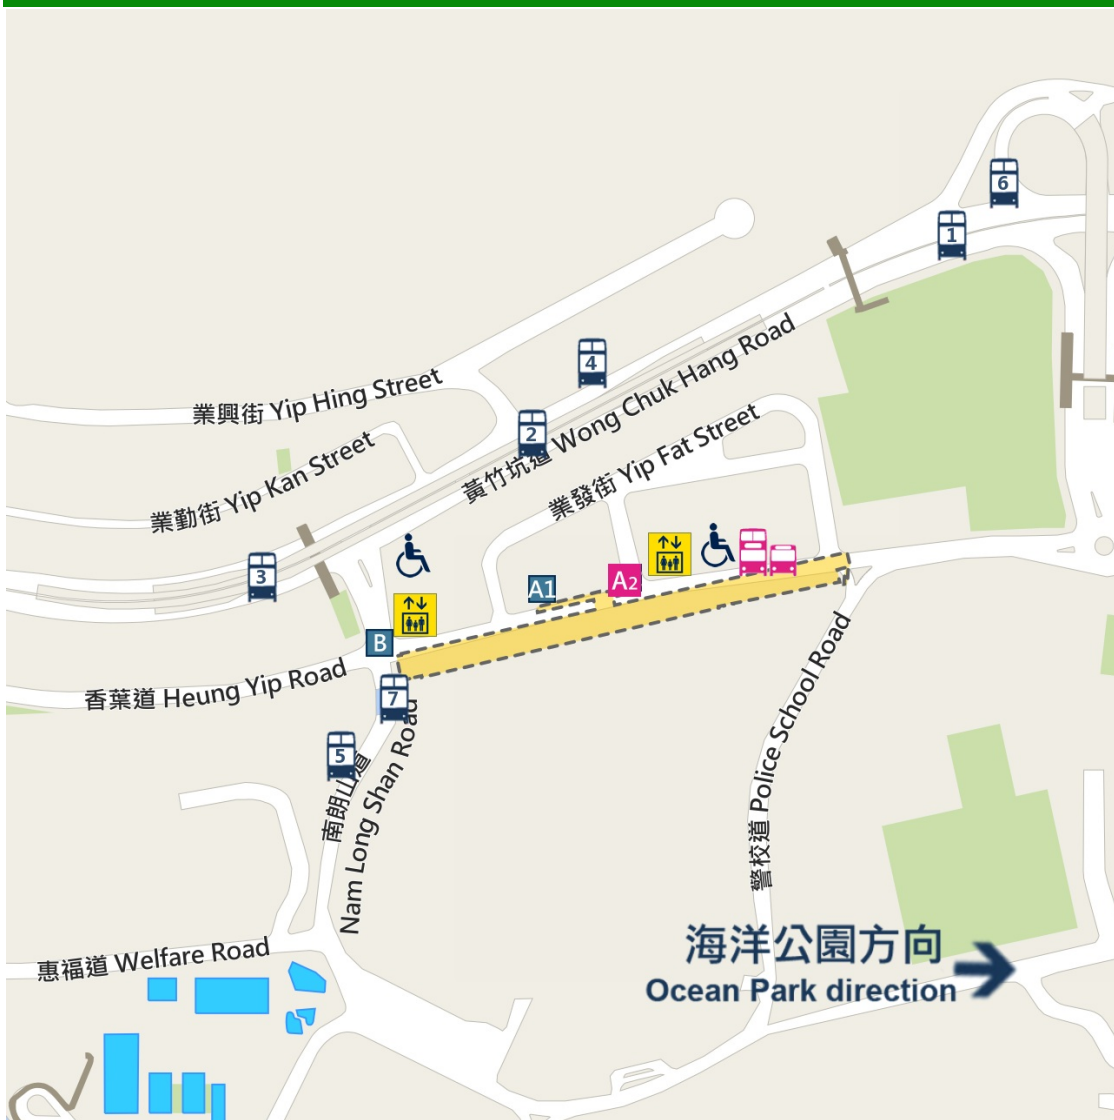 6
1
4
業興街 Yip Hing Street
2
黃竹坑道 Wong Chuk Hang Road
業勤街 Yip Kan Street
業發街 Yip Fat Street
3
A1
A2
B
香葉道 Heung Yip Road
7
5
南朗山道
Nam Long Shan Road
警校道 Police School Road
惠福道 Welfare Road
海洋公園方向
Ocean Park direction